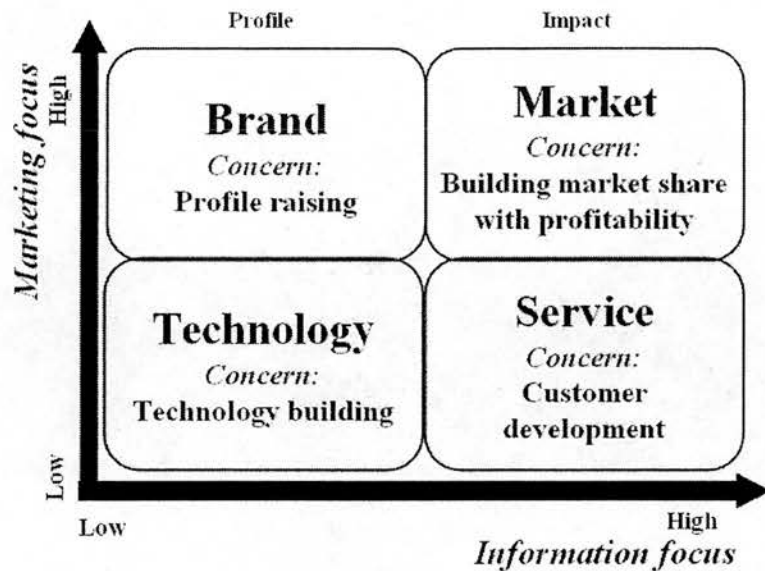 Profile
Impact
Marketing focus
High
Low
Brand
Concern:
Profile raising
Market
Concern:
Building market share
with profitability
Technology
Concern:
Technology building
Service
Concern:
Customer
development
Low
High
Information focus